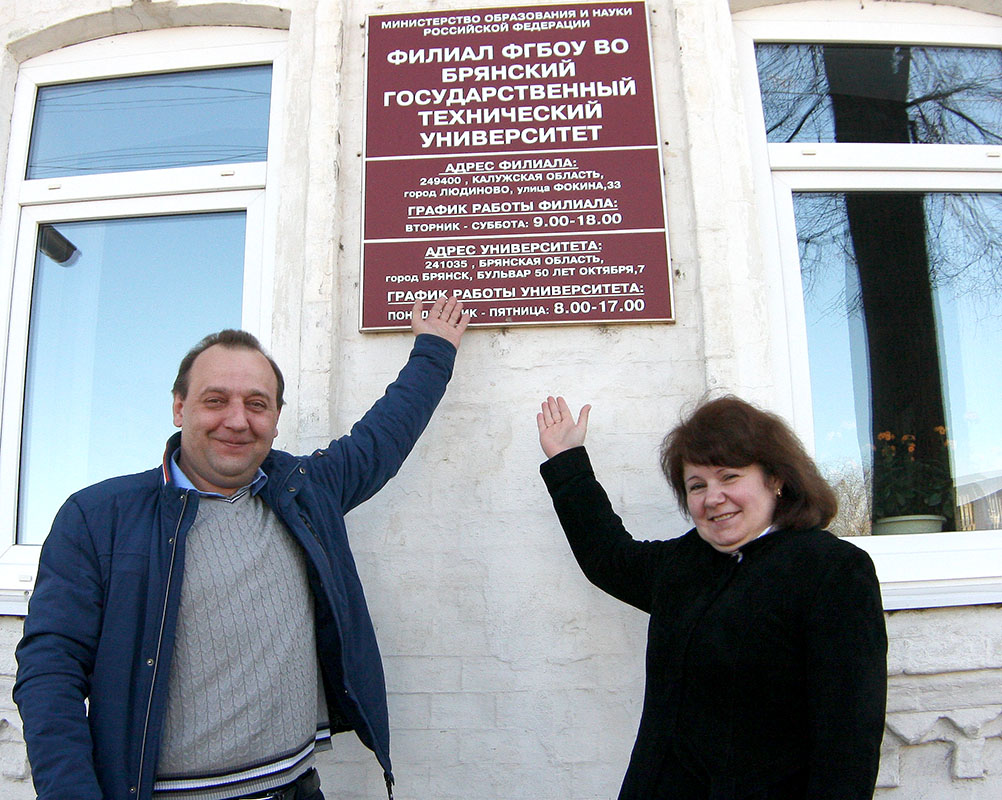 МИНИСТЕРСТВО ОБРАЗОВАНИЯ И НАУКИ
РОССИЙСКОЙ ФЕДЕРАЦИИ
ФИЛИАЛ ФГБОУ ВО
БРЯНСКИЙ
ГОСУДАРСТВЕННЫЙ
ТЕХНИЧЕСКИЙ
УНИВЕРСИТЕТ
АДРЕС ФИЛИАЛА:
249400 , КАЛУЖСКАЯ ОБЛАСТЬ,
город ЛЮДИНОВО, улица ФОКИНА,33
ГРАФИК РАБОТЫ ФИЛИАЛА:
ВТОРНИК - СУББОТА: 9.00-18.00
АДРЕС УНИВЕРСИТЕТА:
241035 , БРЯНСКАЯ ОБЛАСТЬ,
город БРЯНСК, БУЛЬВАР 50 ЛЕТ ОКТЯБРЯ,7
ГРАФИК РАБОТЫ УНИВЕРСИТЕТА:
- ПЯТНИЦА: 8.00-17.00